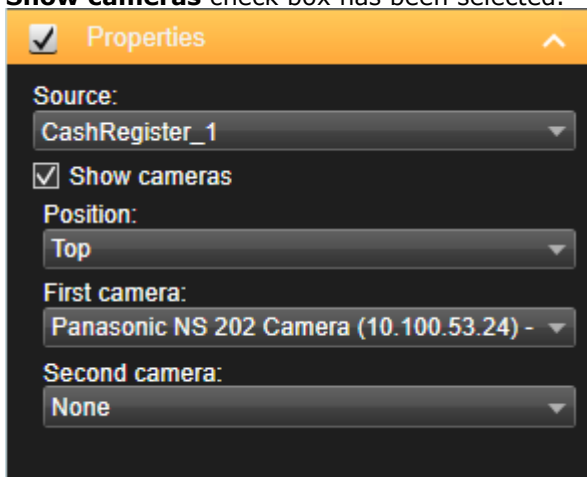 Show cameras check box has been selected.
Properties
Source:
CashRegister_1
Show cameras
Position:
Top
First camera:
Panasonic NS 202 Camera (10.100.53.24) -
Second camera:
None